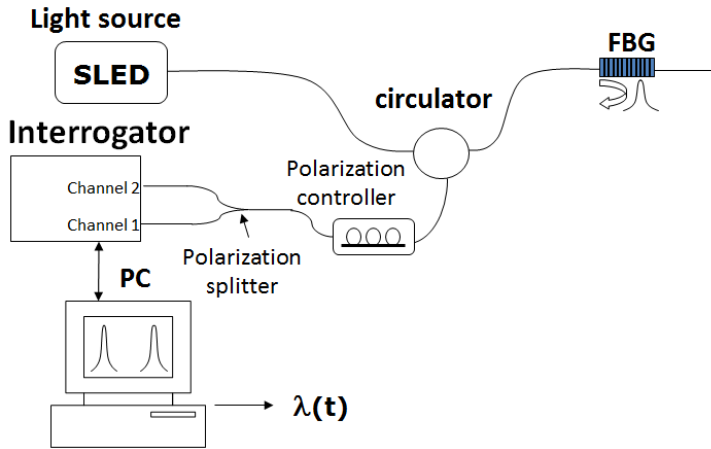 Light source
SLED
FBG
circulator
Interrogator
Channel 2
Channel 1
Polarization
controller
Polarization
splitter
PC
λ(t)